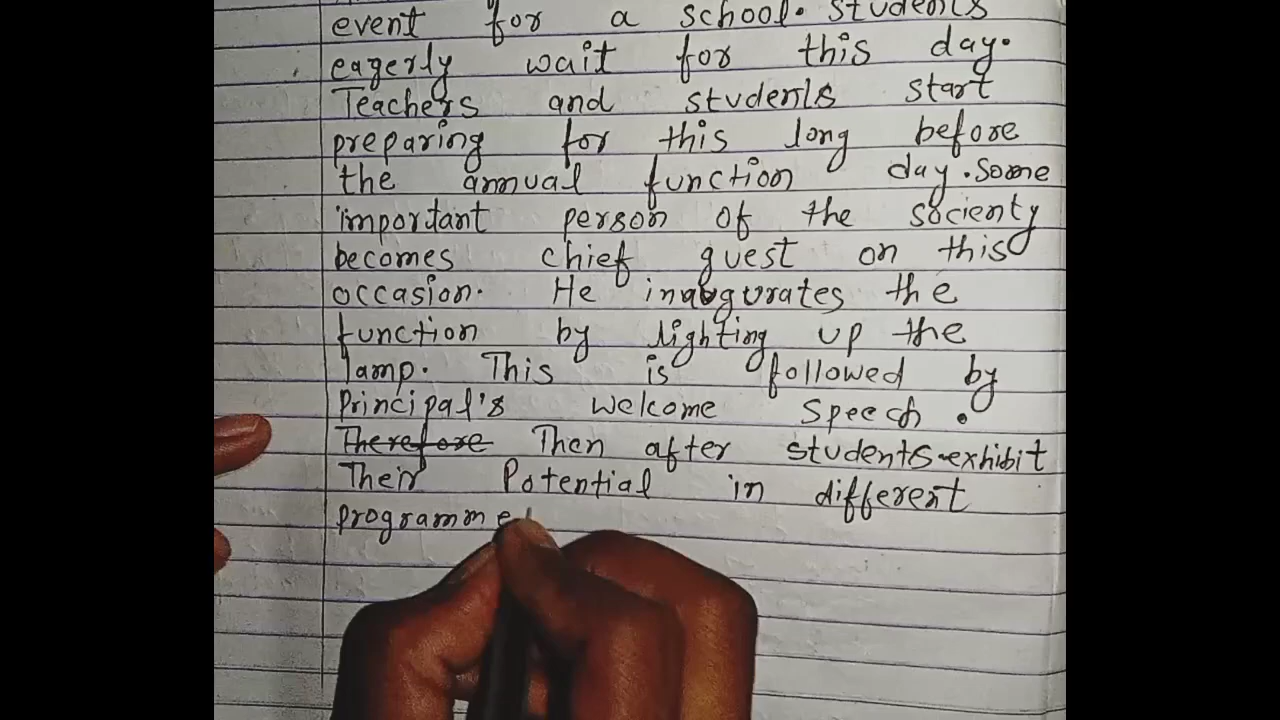 event for a school. Students
eagerly wait for this day.
Teachers and students start
preparing for this long before
the annual function day. Some
important person of the socienty
becomes chief guest on this
occasion. He inaugurates the
function by lighting up the
lamp. This is followed by
Principal's welcome speech.
Therefore Then after students exhibit
Their Potential in different
programme